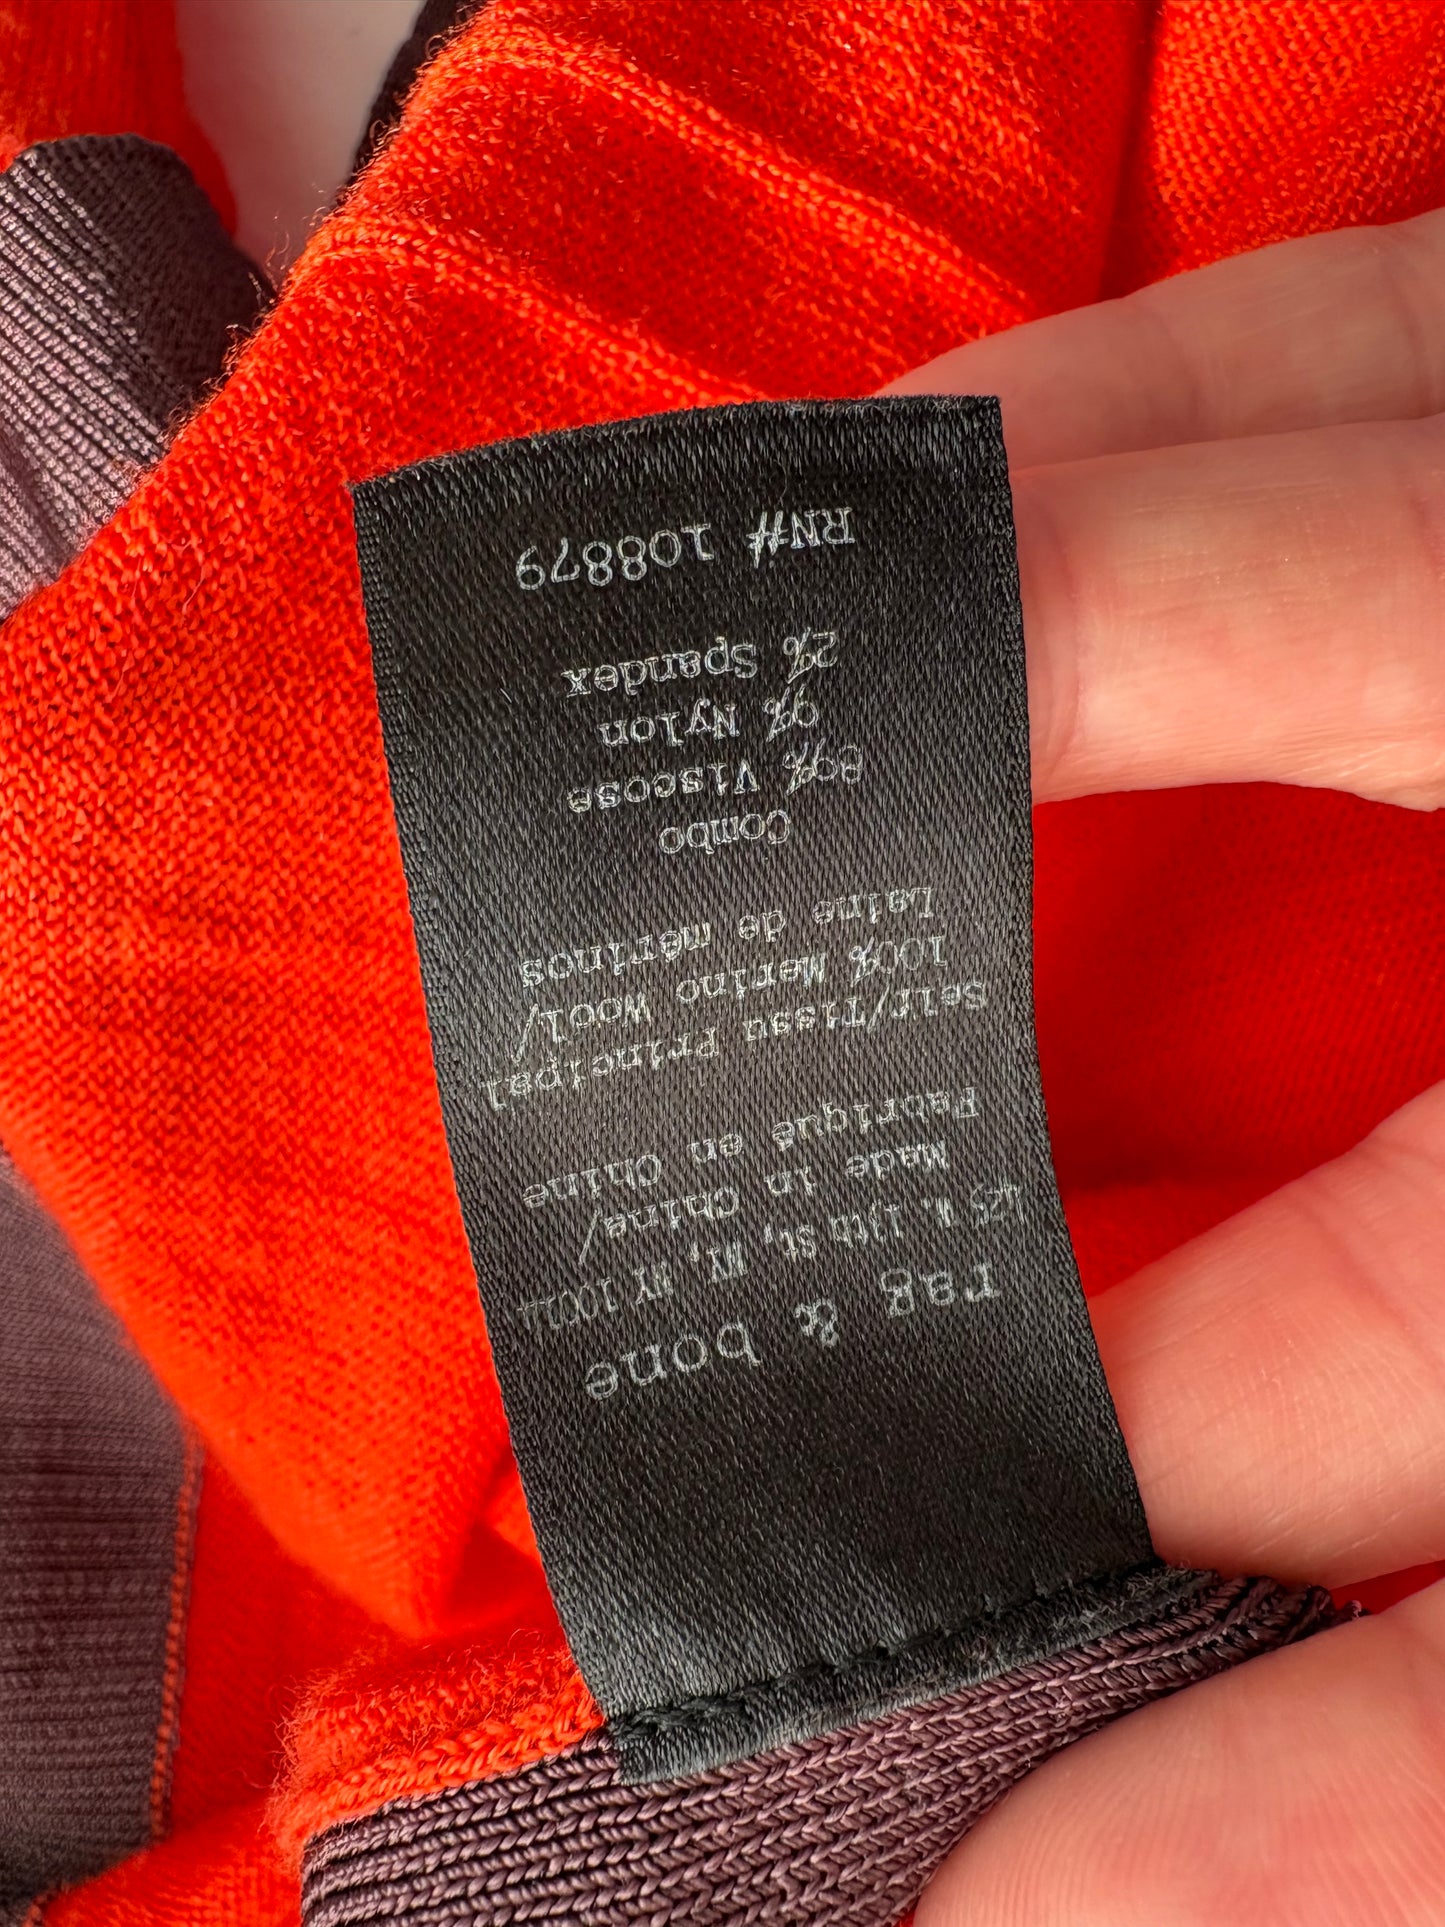 rag & bone
425 W. 13th St, NY, NY 10014
Made in China/
Fabriqué en Chine
Self/Tissu Principal
100% Merino Wool/
Laine de mérinos
Combo
89% Viscose
9% Nylon
2% Spandex
RN# 108879